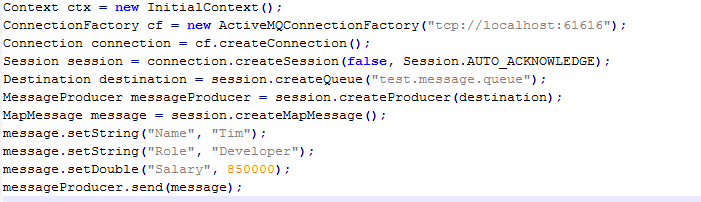 Context ctx = new InitialContext();
ConnectionFactory cf = new ActiveMQConnectionFactory("tcp://localhost:61616");
Connection connection = cf.createConnection();
Session session = connection.createSession(false, Session.AUTO_ACKNOWLEDGE);
Destination destination = session.createQueue("test.message.queue");
MessageProducer messageProducer = session.createProducer(destination);
MapMessage message = session.createMapMessage();
message.setString("Name", "Tim");
message.setString("Role", "Developer");
message.setDouble("Salary", 850000);
messageProducer.send(message);